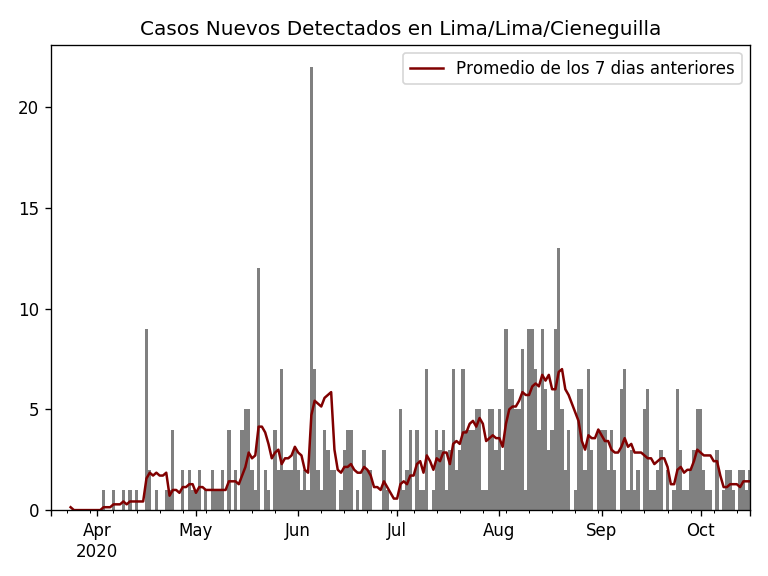 Casos Nuevos Detectados en Lima/Lima/Cieneguilla
Promedio de los 7 dias anteriores
20
15
10
5
0
Apr May Jun Jul Aug Sep Oct
2020